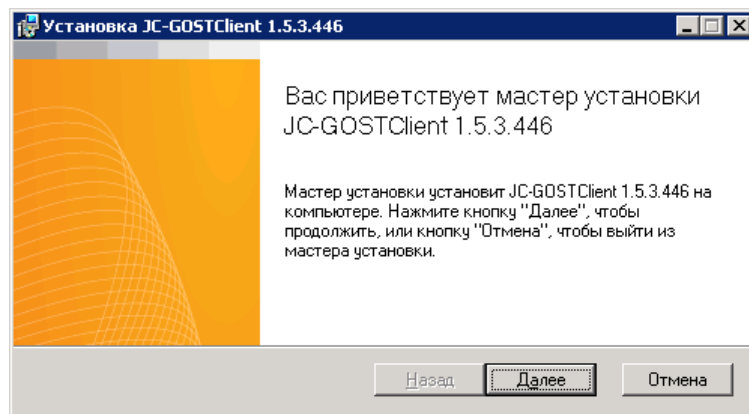 Установка JC-GOSTClient 1.5.3.446
Вас приветствует мастер установки
JC-GOSTClient 1.5.3.446
Мастер установки установит JC-GOSTClient 1.5.3.446 на
компьютере. Нажмите кнопку "Далее", чтобы
продолжить, или кнопку "Отмена", чтобы выйти из
мастера установки.
Назад Далее Отмена